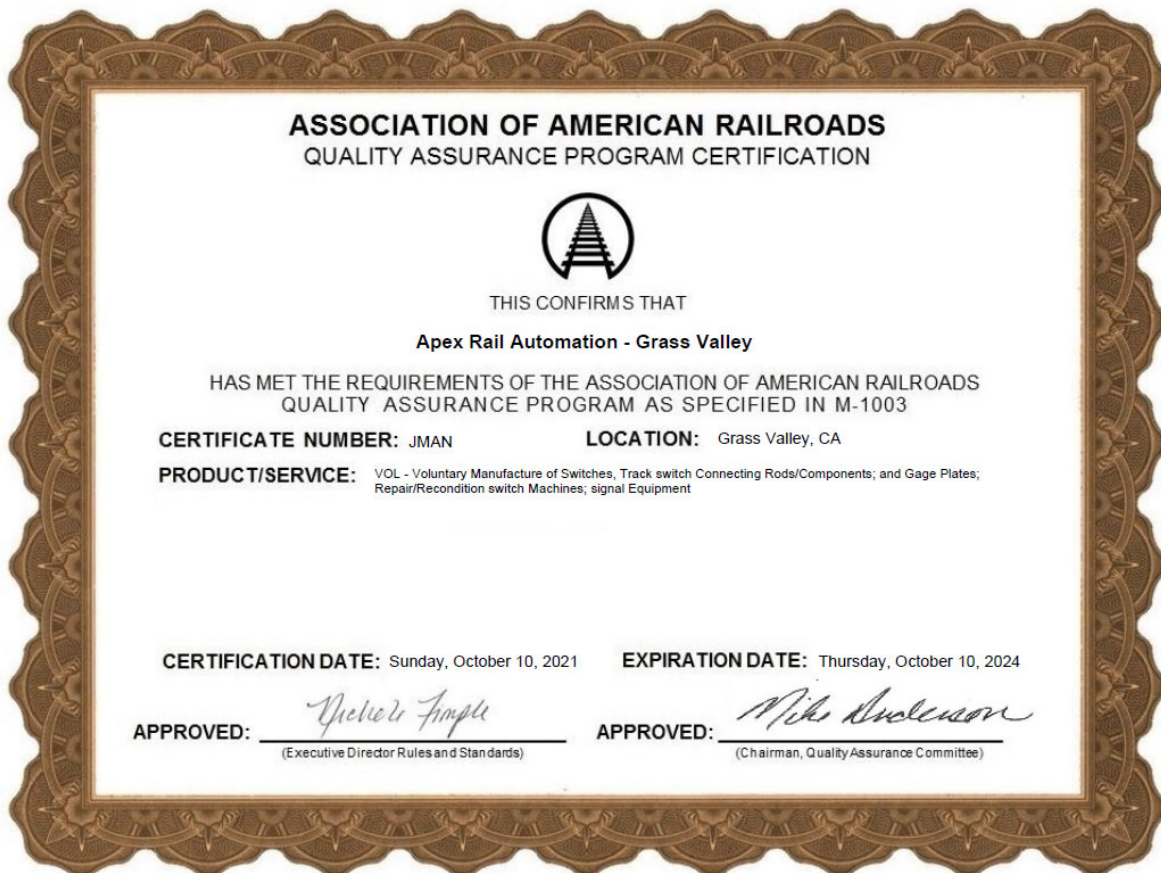 ASSOCIATION OF AMERICAN RAILROADS
QUALITY ASSURANCE PROGRAM CERTIFICATION
THIS CONFIRMS THAT
Apex Rail Automation - Grass Valley
HAS MET THE REQUIREMENTS OF THE ASSOCIATION OF AMERICAN RAILROADS
QUALITY ASSURANCE PROGRAM AS SPECIFIED IN M-1003
CERTIFICATE NUMBER: JMAN LOCATION: Grass Valley, CA
PRODUCT/SERVICE: VOL - Voluntary Manufacture of Switches, Track switch Connecting Rods/Components; and Gage Plates;
Repair/Recondition switch Machines; signal Equipment
CERTIFICATION DATE: Sunday, October 10, 2021 EXPIRATION DATE: Thursday, October 10, 2024
APPROVED: APPROVED: Mike Anderson
(Executive Director Rules and Standards) (Chairman, Quality Assurance Committee)